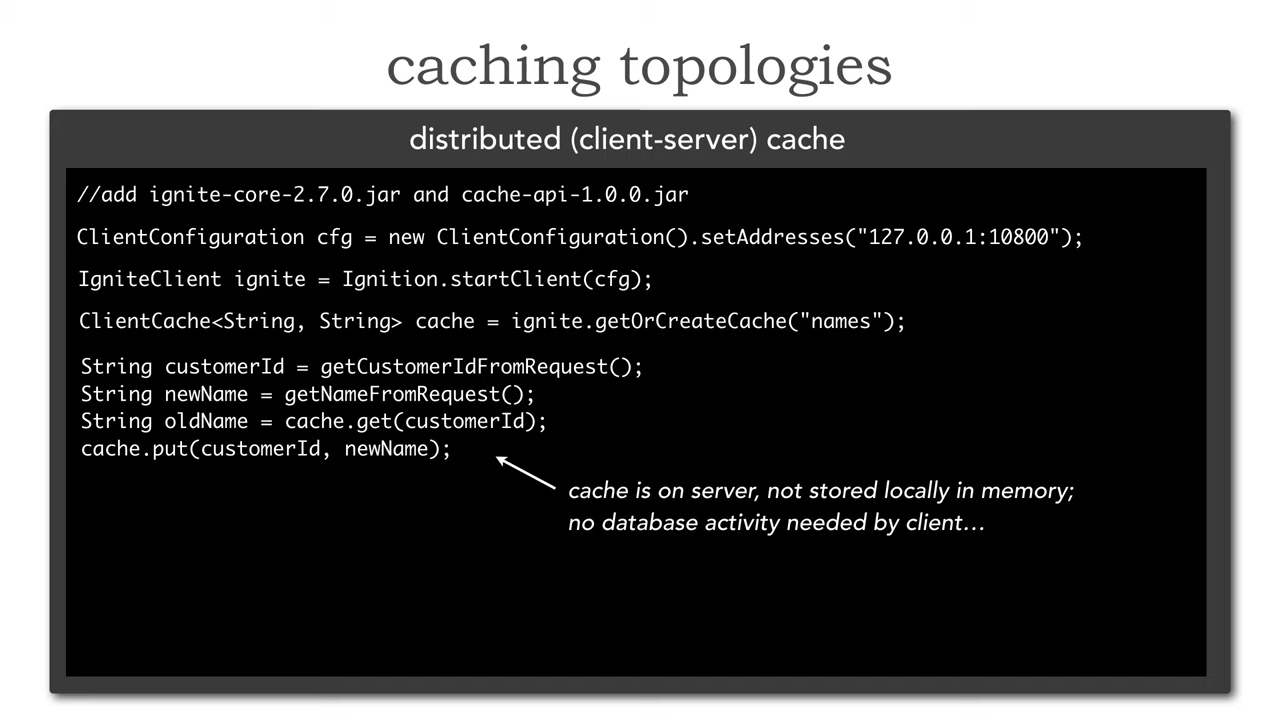 caching topologies
distributed (client-server) cache
//add ignite-core-2.7.0.jar and cache-api-1.0.0.jar
ClientConfiguration cfg = new ClientConfiguration().setAddresses("127.0.0.1:10800");
IgniteClient ignite = Ignition.startClient(cfg);
ClientCache<String, String> cache = ignite.getOrCreateCache("names");
String customerId = getCustomerIdFromRequest();
String newName = getNameFromRequest();
String oldName = cache.get(customerId);
cache.put(customerId, newName);
cache is on server, not stored locally in memory;
no database activity needed by client…